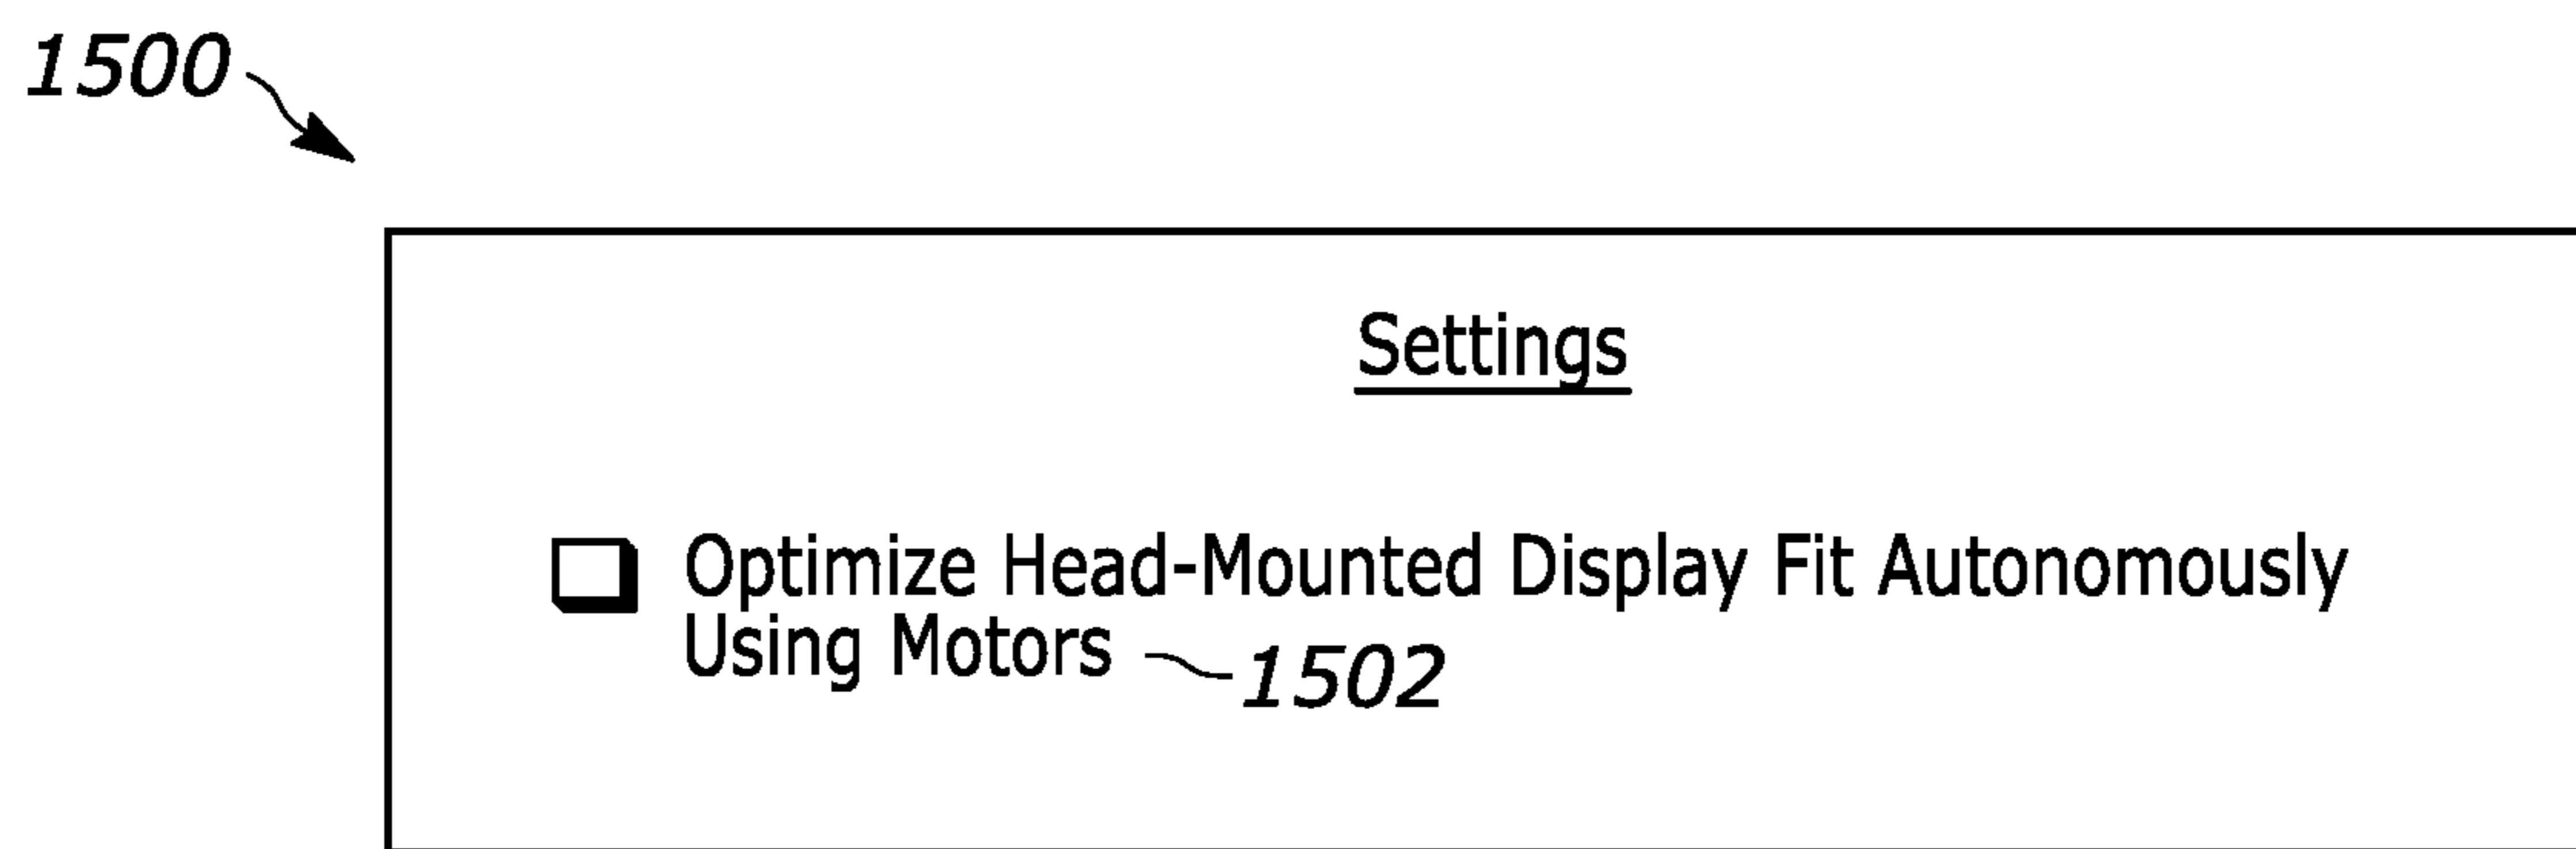 1500
Settings
Optimize Head-Mounted Display Fit Autonomously
Using Motors 1502